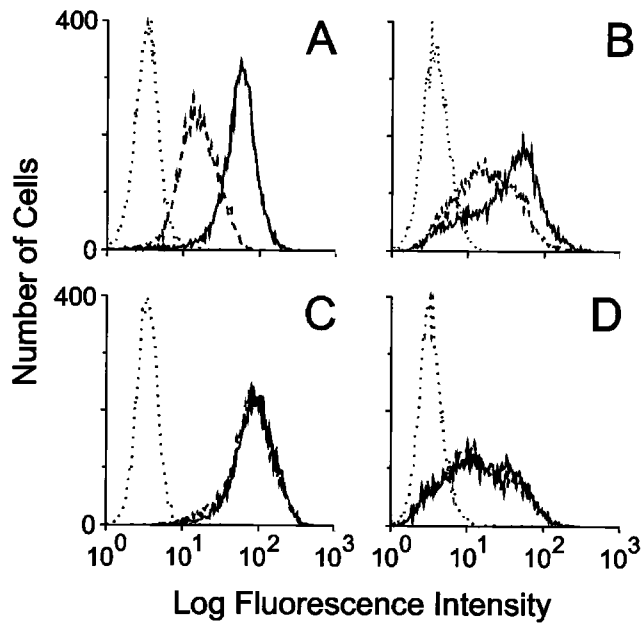 400 A B
Number of Cells
0
400 C D
0
10⁰ 10¹ 10² 10³ 10⁰ 10¹ 10² 10³
Log Fluorescence Intensity